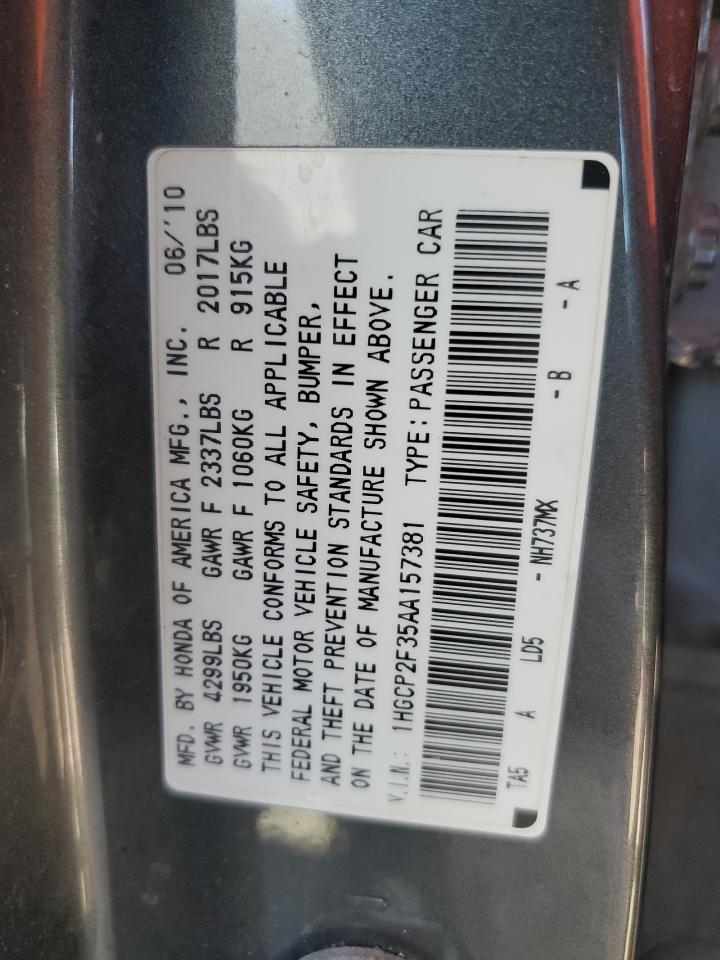 MFD. BY HONDA OF AMERICA MFG., INC. 06/'10
GVWR 4299LBS GAWR F 2337LBS R 2017LBS
GVWR 1950KG GAWR F 1060KG R 915KG
THIS VEHICLE CONFORMS TO ALL APPLICABLE
FEDERAL MOTOR VEHICLE SAFETY, BUMPER,
AND THEFT PREVENTION STANDARDS IN EFFECT
ON THE DATE OF MANUFACTURE SHOWN ABOVE.
V.I.N.: 1HGCP2F35AA157381 TYPE: PASSENGER CAR
TA5 A LD5 - NH737MX - B - A